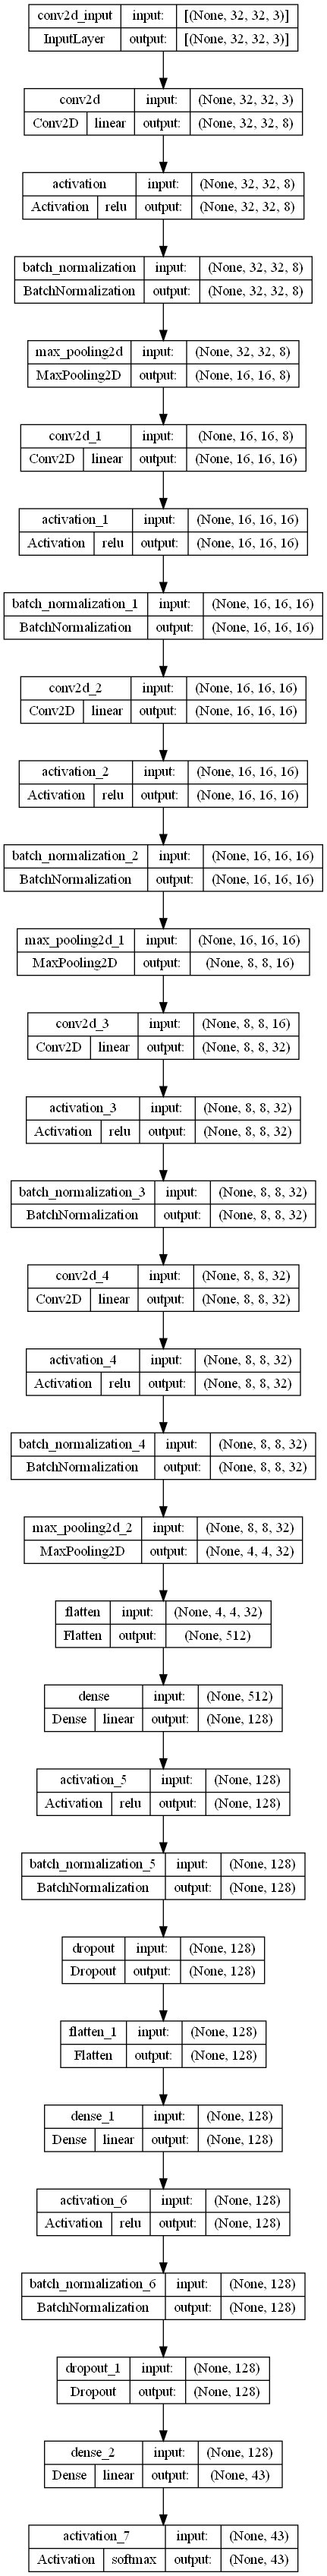 conv2d_input input: [(None, 32, 32, 3)]
InputLayer output: [(None, 32, 32, 3)]
conv2d input: (None, 32, 32, 3)
Conv2D linear output: (None, 32, 32, 8)
activation input: (None, 32, 32, 8)
Activation relu output: (None, 32, 32, 8)
batch_normalization input: (None, 32, 32, 8)
BatchNormalization output: (None, 32, 32, 8)
max_pooling2d input: (None, 32, 32, 8)
MaxPooling2D output: (None, 16, 16, 8)
conv2d_1 input: (None, 16, 16, 8)
Conv2D linear output: (None, 16, 16, 16)
activation_1 input: (None, 16, 16, 16)
Activation relu output: (None, 16, 16, 16)
batch_normalization_1 input: (None, 16, 16, 16)
BatchNormalization output: (None, 16, 16, 16)
conv2d_2 input: (None, 16, 16, 16)
Conv2D linear output: (None, 16, 16, 16)
activation_2 input: (None, 16, 16, 16)
Activation relu output: (None, 16, 16, 16)
batch_normalization_2 input: (None, 16, 16, 16)
BatchNormalization output: (None, 16, 16, 16)
max_pooling2d_1 input: (None, 16, 16, 16)
MaxPooling2D output: (None, 8, 8, 16)
conv2d_3 input: (None, 8, 8, 16)
Conv2D linear output: (None, 8, 8, 32)
activation_3 input: (None, 8, 8, 32)
Activation relu output: (None, 8, 8, 32)
batch_normalization_3 input: (None, 8, 8, 32)
BatchNormalization output: (None, 8, 8, 32)
conv2d_4 input: (None, 8, 8, 32)
Conv2D linear output: (None, 8, 8, 32)
activation_4 input: (None, 8, 8, 32)
Activation relu output: (None, 8, 8, 32)
batch_normalization_4 input: (None, 8, 8, 32)
BatchNormalization output: (None, 8, 8, 32)
max_pooling2d_2 input: (None, 8, 8, 32)
MaxPooling2D output: (None, 4, 4, 32)
flatten input: (None, 4, 4, 32)
Flatten output: (None, 512)
dense input: (None, 512)
Dense linear output: (None, 128)
activation_5 input: (None, 128)
Activation relu output: (None, 128)
batch_normalization_5 input: (None, 128)
BatchNormalization output: (None, 128)
dropout input: (None, 128)
Dropout output: (None, 128)
flatten_1 input: (None, 128)
Flatten output: (None, 128)
dense_1 input: (None, 128)
Dense linear output: (None, 128)
activation_6 input: (None, 128)
Activation relu output: (None, 128)
batch_normalization_6 input: (None, 128)
BatchNormalization output: (None, 128)
dropout_1 input: (None, 128)
Dropout output: (None, 128)
dense_2 input: (None, 128)
Dense linear output: (None, 43)
activation_7 input: (None, 43)
Activation softmax output: (None, 43)